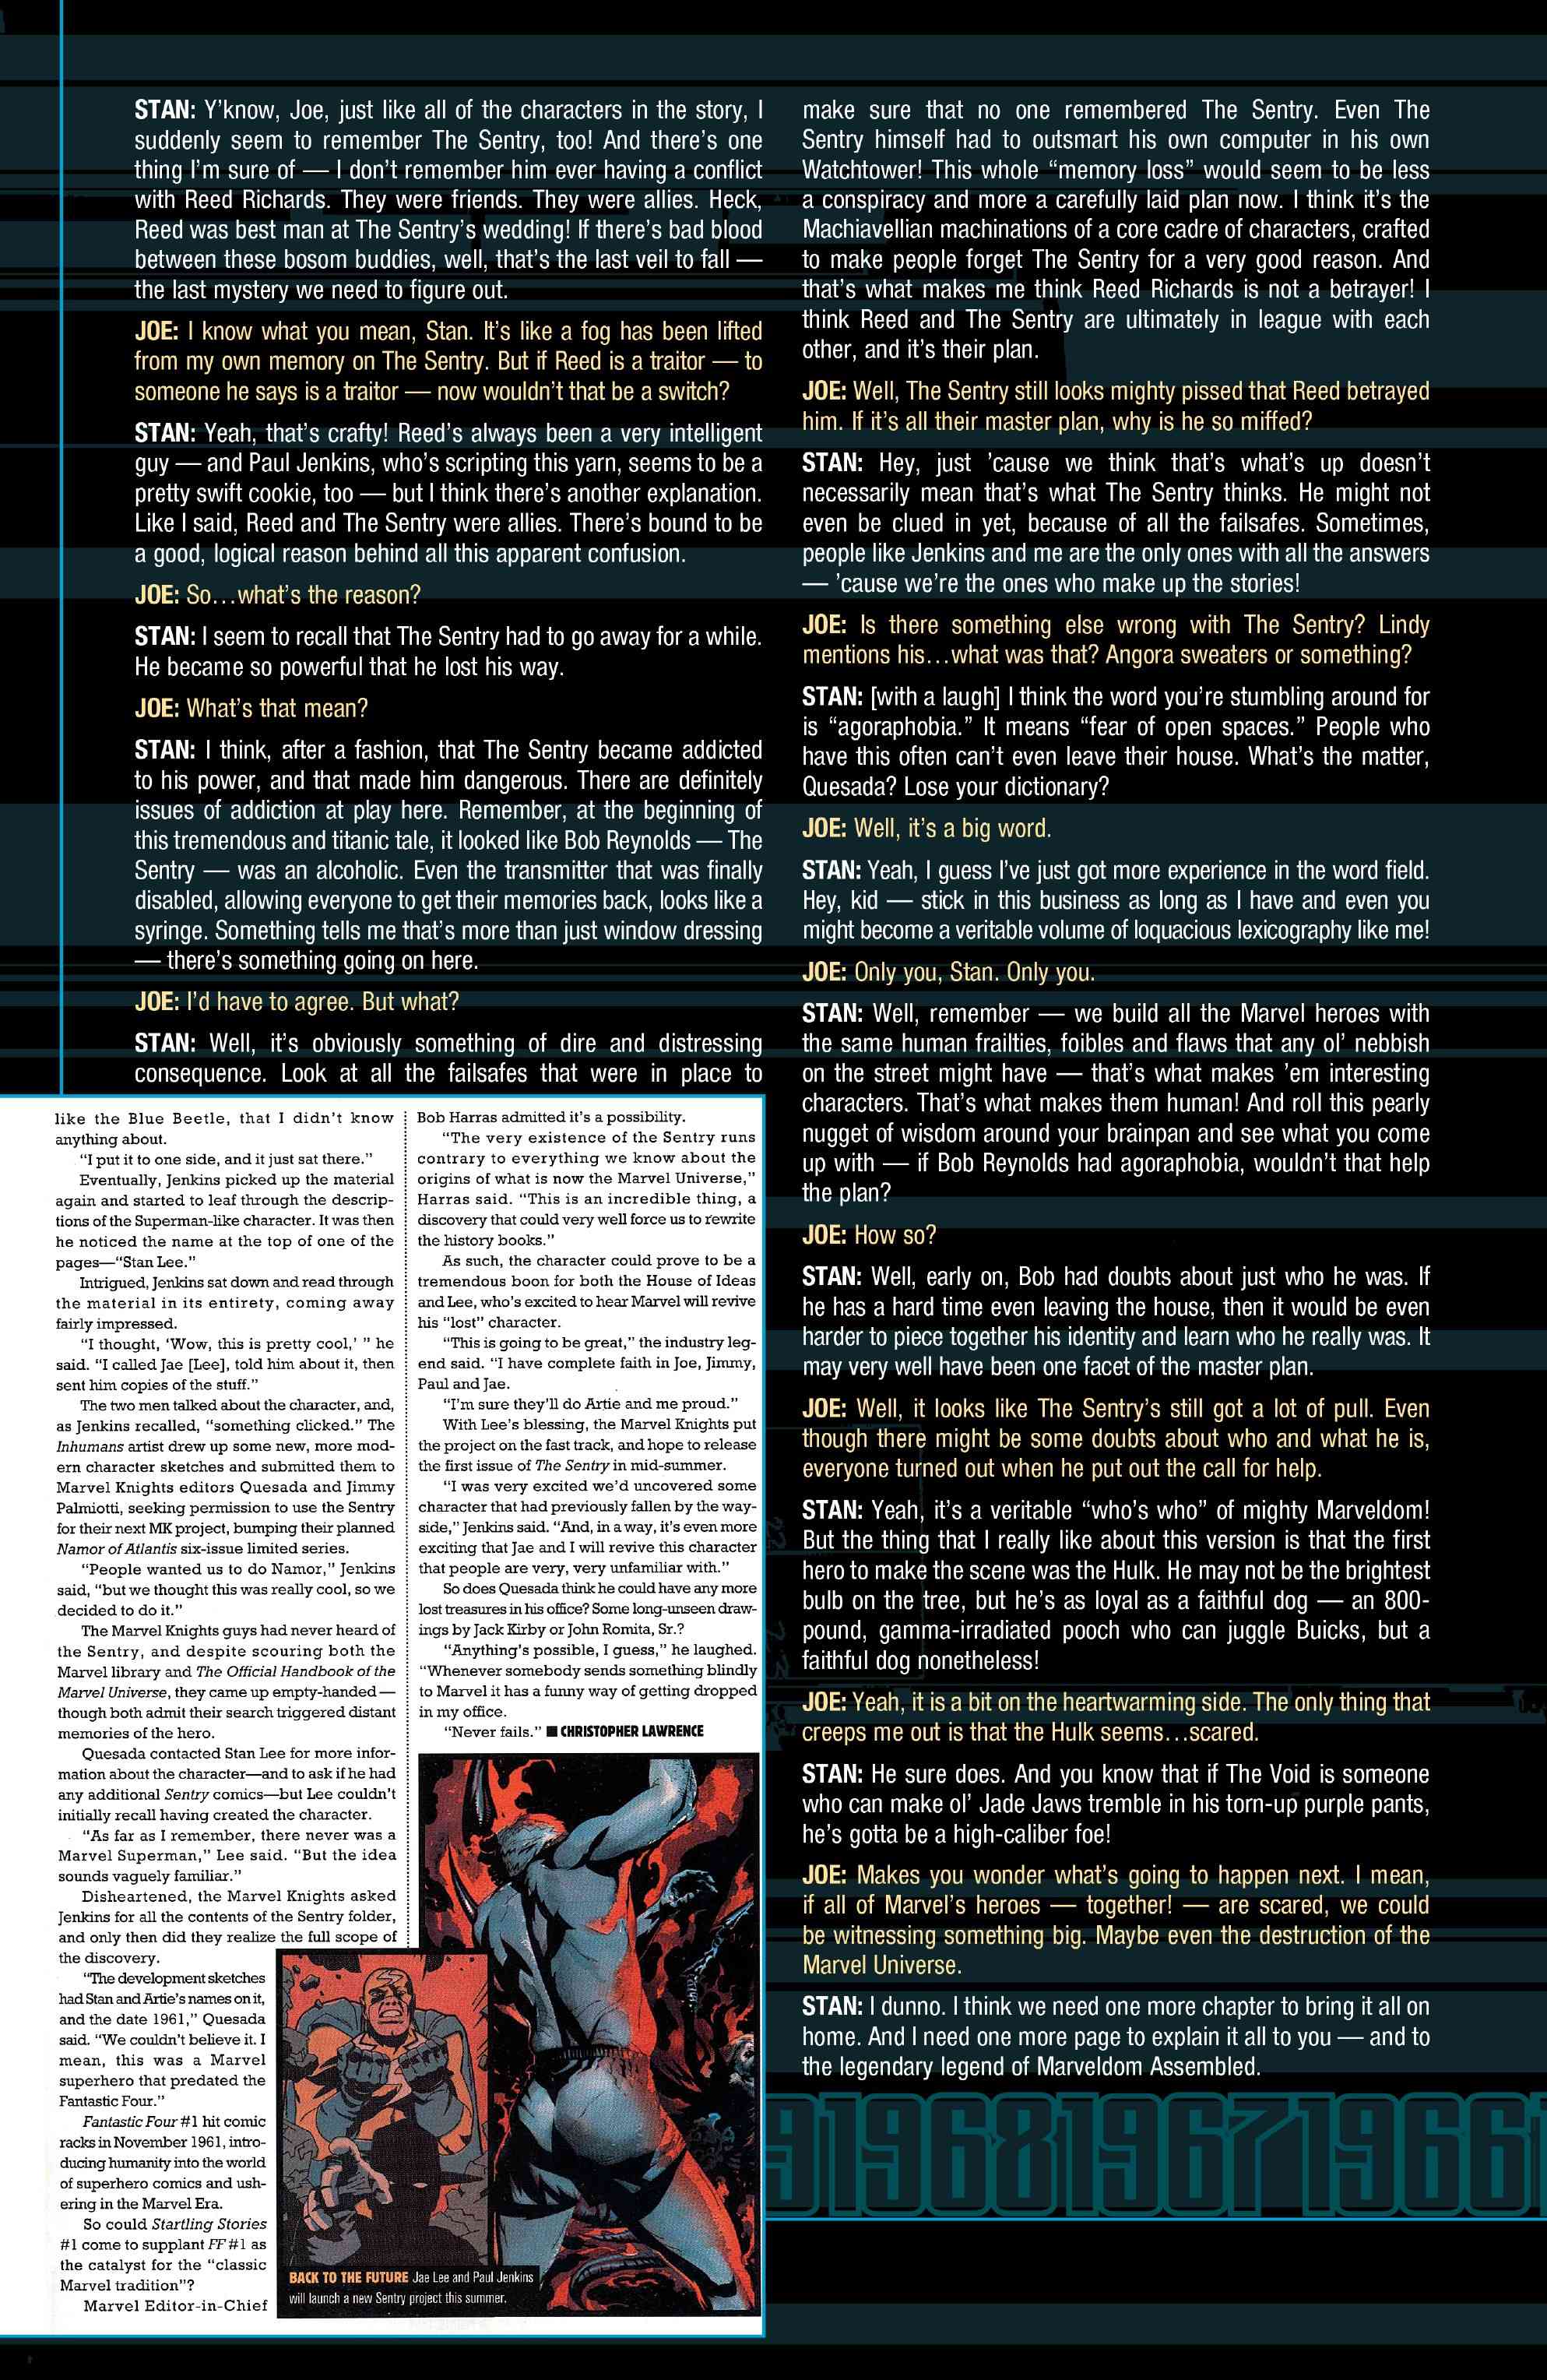 STAN: Y'know, Joe, just like all of the characters in the story, I
suddenly seem to remember The Sentry, too! And there's one
thing I'm sure of — I don't remember him ever having a conflict
with Reed Richards. They were friends. They were allies. Heck,
Reed was best man at The Sentry's wedding! If there's bad blood
between these bosom buddies, well, that's the last veil to fall —
the last mystery we need to figure out.
JOE: I know what you mean, Stan. It's like a fog has been lifted
from my own memory on The Sentry. But if Reed is a traitor — to
someone he says is a traitor — now wouldn't that be a switch?
STAN: Yeah, that's crafty! Reed's always been a very intelligent
guy — and Paul Jenkins, who's scripting this yarn, seems to be a
pretty swift cookie, too — but I think there's another explanation.
Like I said, Reed and The Sentry were allies. There's bound to be
a good, logical reason behind all this apparent confusion.
JOE: So…what's the reason?
STAN: I seem to recall that The Sentry had to go away for a while.
He became so powerful that he lost his way.
JOE: What's that mean?
STAN: I think, after a fashion, that The Sentry became addicted
to his power, and that made him dangerous. There are definitely
issues of addiction at play here. Remember, at the beginning of
this tremendous and titanic tale, it looked like Bob Reynolds — The
Sentry — was an alcoholic. Even the transmitter that was finally
disabled, allowing everyone to get their memories back, looks like a
syringe. Something tells me that's more than just window dressing
— there's something going on here.
JOE: I'd have to agree. But what?
STAN: Well, it's obviously something of dire and distressing
consequence. Look at all the failsafes that were in place to
make sure that no one remembered The Sentry. Even The
Sentry himself had to outsmart his own computer in his own
Watchtower! This whole “memory loss” would seem to be less
a conspiracy and more a carefully laid plan now. I think it's the
Machiavellian machinations of a core cadre of characters, crafted
to make people forget The Sentry for a very good reason. And
that's what makes me think Reed Richards is not a betrayer! I
think Reed and The Sentry are ultimately in league with each
other, and it's their plan.
JOE: Well, The Sentry still looks mighty pissed that Reed betrayed
him. If it's all their master plan, why is he so miffed?
STAN: Hey, just ’cause we think that's what's up doesn't
necessarily mean that's what The Sentry thinks. He might not
even be clued in yet, because of all the failsafes. Sometimes,
people like Jenkins and me are the only ones with all the answers
— ’cause we're the ones who make up the stories!
JOE: Is there something else wrong with The Sentry? Lindy
mentions his…what was that? Angora sweaters or something?
STAN: [with a laugh] I think the word you're stumbling around for
is “agoraphobia.” It means “fear of open spaces.” People who
have this often can't even leave their house. What's the matter,
Quesada? Lose your dictionary?
JOE: Well, it's a big word.
STAN: Yeah, I guess I've just got more experience in the word field.
Hey, kid — stick in this business as long as I have and even you
might become a veritable volume of loquacious lexicography like me!
JOE: Only you, Stan. Only you.
STAN: Well, remember — we build all the Marvel heroes with
the same human frailties, foibles and flaws that any ol' nebbish
on the street might have — that's what makes ’em interesting
characters. That's what makes them human! And roll this pearly
nugget of wisdom around your brainpan and see what you come
up with — if Bob Reynolds had agoraphobia, wouldn't that help
the plan?
JOE: How so?
STAN: Well, early on, Bob had doubts about just who he was. If
he has a hard time even leaving the house, then it would be even
harder to piece together his identity and learn who he really was. It
may very well have been one facet of the master plan.
JOE: Well, it looks like The Sentry's still got a lot of pull. Even
though there might be some doubts about who and what he is,
everyone turned out when he put out the call for help.
STAN: Yeah, it's a veritable “who's who” of mighty Marveldom!
But the thing that I really like about this version is that the first
hero to make the scene was the Hulk. He may not be the brightest
bulb on the tree, but he's as loyal as a faithful dog — an 800-
pound, gamma-irradiated pooch who can juggle Buicks, but a
faithful dog nonetheless!
JOE: Yeah, it is a bit on the heartwarming side. The only thing that
creeps me out is that the Hulk seems…scared.
STAN: He sure does. And you know that if The Void is someone
who can make ol' Jade Jaws tremble in his torn-up purple pants,
he's gotta be a high-caliber foe!
JOE: Makes you wonder what's going to happen next. I mean,
if all of Marvel's heroes — together! — are scared, we could
be witnessing something big. Maybe even the destruction of the
Marvel Universe.
STAN: I dunno. I think we need one more chapter to bring it all on
home. And I need one more page to explain it all to you — and to
the legendary legend of Marveldom Assembled.
like the Blue Beetle, that I didn't know
anything about.
“I put it to one side, and it just sat there.”
Eventually, Jenkins picked up the material
again and started to leaf through the descrip-
tions of the Superman-like character. It was then
he noticed the name at the top of one of the
pages—“Stan Lee.”
Intrigued, Jenkins sat down and read through
the material in its entirety, coming away
fairly impressed.
“I thought, ‘Wow, this is pretty cool,’ ” he
said. “I called Jae [Lee], told him about it, then
sent him copies of the stuff.”
The two men talked about the character, and,
as Jenkins recalled, “something clicked.” The
Inhumans artist drew up some new, more mod-
ern character sketches and submitted them to
Marvel Knights editors Quesada and Jimmy
Palmiotti, seeking permission to use the Sentry
for their next MK project, bumping their planned
Namor of Atlantis six-issue limited series.
“People wanted us to do Namor,” Jenkins
said, “but we thought this was really cool, so we
decided to do it.”
The Marvel Knights guys had never heard of
the Sentry, and despite scouring both the
Marvel library and The Official Handbook of the
Marvel Universe, they came up empty-handed—
though both admit their search triggered distant
memories of the hero.
Quesada contacted Stan Lee for more infor-
mation about the character—and to ask if he had
any additional Sentry comics—but Lee couldn't
initially recall having created the character.
“As far as I remember, there never was a
Marvel Superman,” Lee said. “But the idea
sounds vaguely familiar.”
Disheartened, the Marvel Knights asked
Jenkins for all the contents of the Sentry folder,
and only then did they realize the full scope of
the discovery.
“The development sketches
had Stan and Artie's names on it,
and the date 1961,” Quesada
said. “We couldn't believe it. I
mean, this was a Marvel
superhero that predated the
Fantastic Four.”
Fantastic Four #1 hit comic
racks in November 1961, intro-
ducing humanity into the world
of superhero comics and ush-
ering in the Marvel Era.
So could Startling Stories
#1 come to supplant FF #1 as
the catalyst for the “classic
Marvel tradition”?
Marvel Editor-in-Chief
Bob Harras admitted it's a possibility.
“The very existence of the Sentry runs
contrary to everything we know about the
origins of what is now the Marvel Universe,”
Harras said. “This is an incredible thing, a
discovery that could very well force us to rewrite
the history books.”
As such, the character could prove to be a
tremendous boon for both the House of Ideas
and Lee, who's excited to hear Marvel will revive
his “lost” character.
“This is going to be great,” the industry leg-
end said. “I have complete faith in Joe, Jimmy,
Paul and Jae.
“I'm sure they'll do Artie and me proud.”
With Lee's blessing, the Marvel Knights put
the project on the fast track, and hope to release
the first issue of The Sentry in mid-summer.
“I was very excited we'd uncovered some
character that had previously fallen by the way-
side,” Jenkins said. “And, in a way, it's even more
exciting that Jae and I will revive this character
that people are very, very unfamiliar with.”
So does Quesada think he could have any more
lost treasures in his office? Some long-unseen draw-
ings by Jack Kirby or John Romita, Sr.?
“Anything's possible, I guess,” he laughed.
“Whenever somebody sends something blindly
to Marvel it has a funny way of getting dropped
in my office.
“Never fails.” ■ CHRISTOPHER LAWRENCE
BACK TO THE FUTURE Jae Lee and Paul Jenkins
will launch a new Sentry project this summer.
196819671966